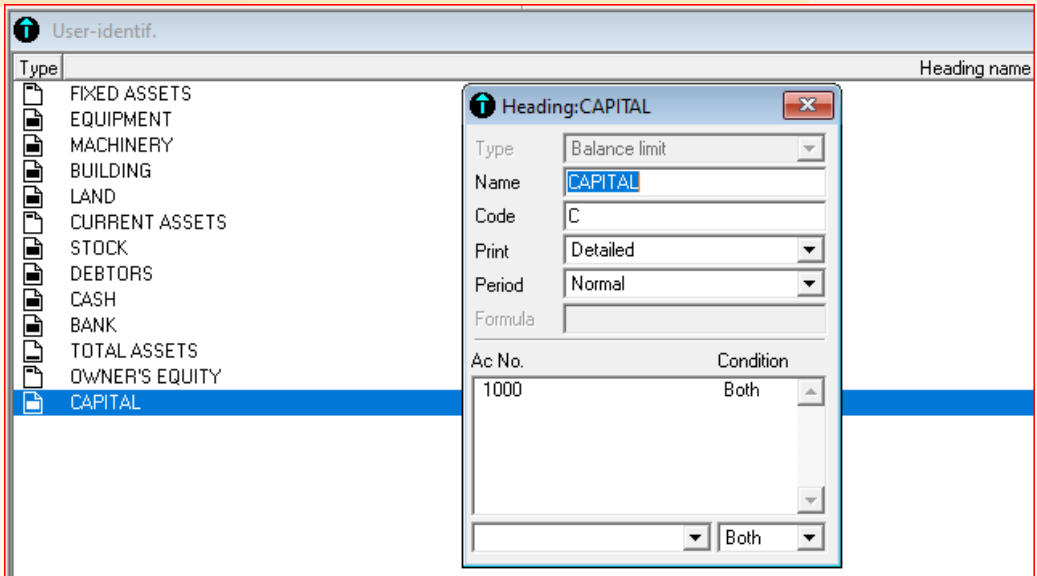 User-identif.
Type Heading name
FIXED ASSETS
EQUIPMENT
MACHINERY
BUILDING
LAND
CURRENT ASSETS
STOCK
DEBTORS
CASH
BANK
TOTAL ASSETS
OWNER'S EQUITY
CAPITAL
Heading:CAPITAL
Type Balance limit
Name CAPITAL
Code C
Print Detailed
Period Normal
Formula
Ac No. Condition
1000 Both
Both